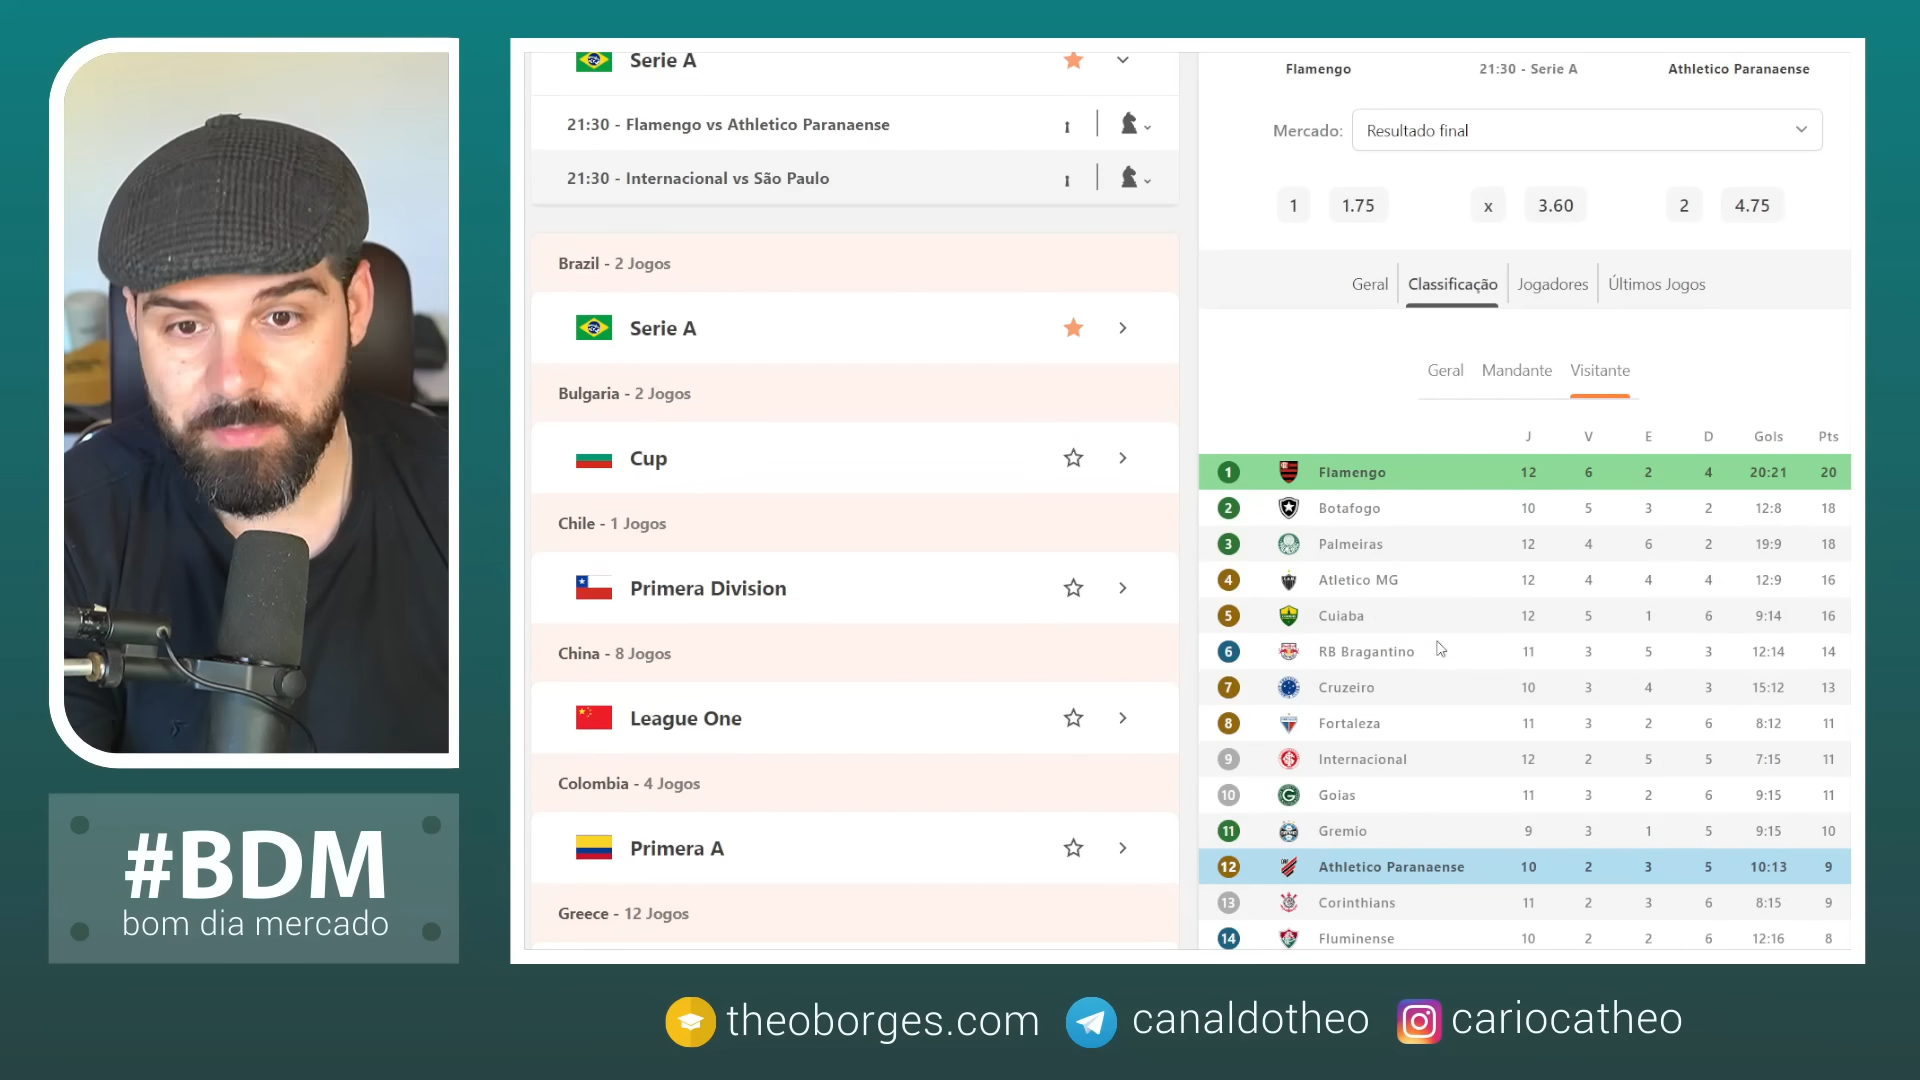 Serie A
21:30 - Flamengo vs Athletico Paranaense
21:30 - Internacional vs São Paulo
Brazil - 2 Jogos
Serie A
Bulgaria - 2 Jogos
Cup
Chile - 1 Jogos
Primera Division
China - 8 Jogos
League One
Colombia - 4 Jogos
Primera A
Greece - 12 Jogos
Flamengo 21:30 - Serie A Athletico Paranaense
Mercado: Resultado final
1 1.75 x 3.60 2 4.75
Geral Classificação Jogadores Últimos Jogos
Geral Mandante Visitante
J V E D Gols Pts
1 Flamengo 12 6 2 4 20:21 20
2 Botafogo 10 5 3 2 12:8 18
3 Palmeiras 12 4 6 2 19:9 18
4 Atletico MG 12 4 4 4 12:9 16
5 Cuiaba 12 5 1 6 9:14 16
6 RB Bragantino 11 3 5 3 12:14 14
7 Cruzeiro 10 3 4 3 15:12 13
8 Fortaleza 11 3 2 6 8:12 11
9 Internacional 12 2 5 5 7:15 11
10 Goias 11 3 2 6 9:15 11
11 Gremio 9 3 1 5 9:15 10
12 Athletico Paranaense 10 2 3 5 10:13 9
13 Corinthians 11 2 3 6 8:15 9
14 Fluminense 10 2 2 6 12:16 8
#BDM
bom dia mercado
theoborges.com canaldotheo cariocatheo